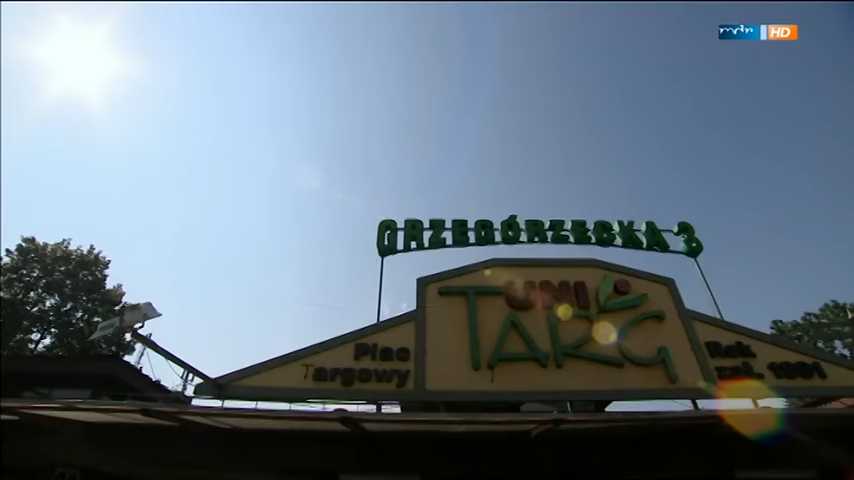 mdr HD
GRZEGÓRZECKA 3
UNI
TARG
Plac
Targowy
Rok
zał. 1991